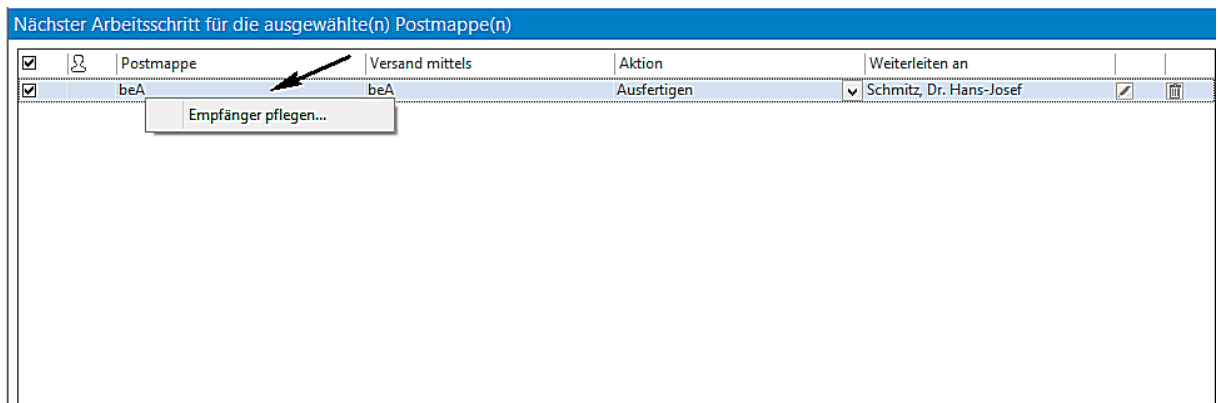 Nächster Arbeitsschritt für die ausgewählte(n) Postmappe(n)
Postmappe Versand mittels Aktion Weiterleiten an
beA beA Ausfertigen Schmitz, Dr. Hans-Josef
Empfänger pflegen...